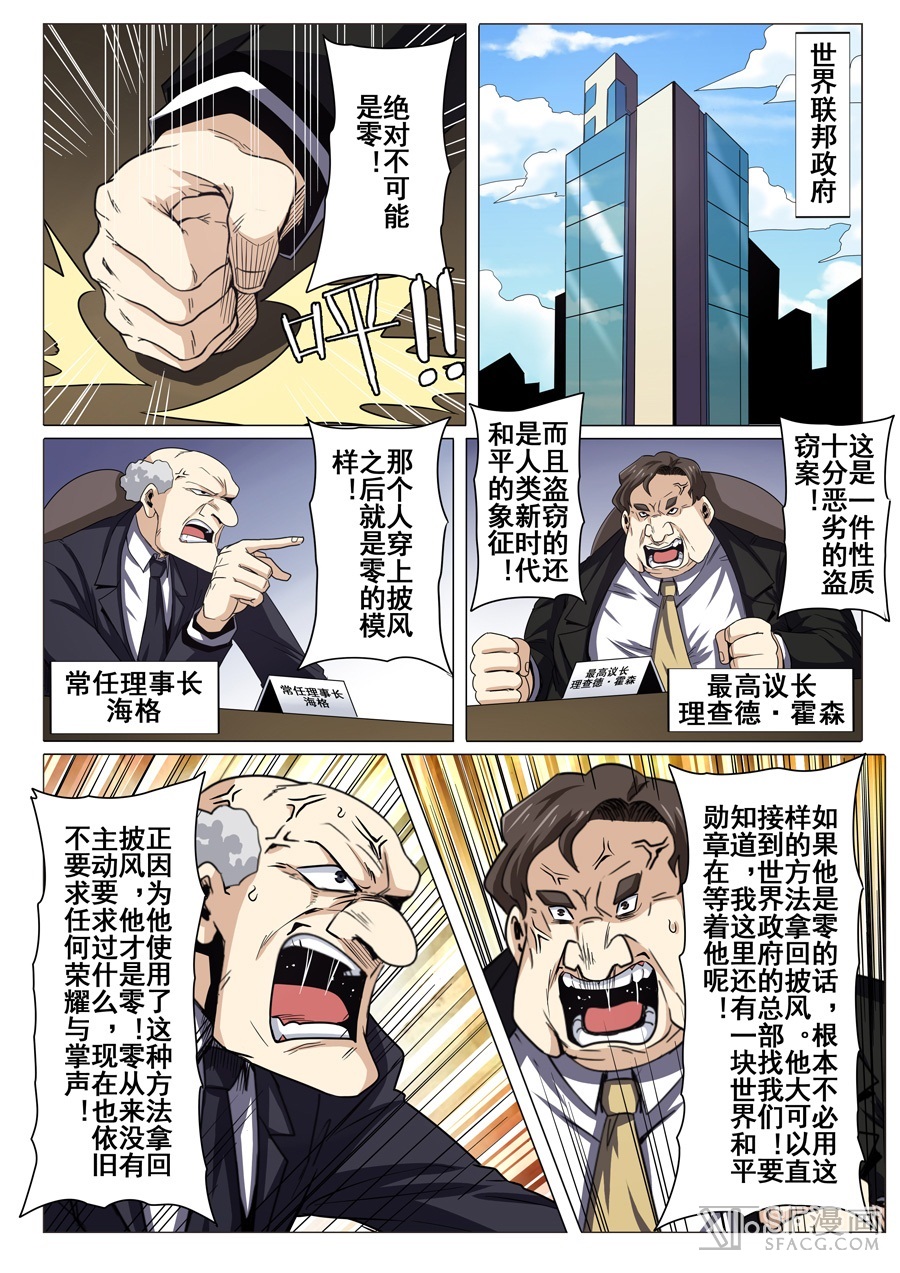 世界联邦政府
绝对不可能
是零！
呯！！
这是一件性质
十分恶劣的盗
窃案！
而且盗窃的还
是人类新时代
和平的象征！
最高议长
理查德·霍森
最高议长
理查德·霍森
那个人穿上披风
之后就是零的模
样！
常任理事长
海格
常任理事长
海格
如果他是零的话，根本不必用这
样的方法拿回披风。他大可以直
接到世界政府的总部找我们！要
知道，我这里还有一块世界和平
勋章在等着他呢！
正因为他使用了这种方法拿回
披风，他才是零！零从来没有
主动要求过什么，现在也依旧
不要求任何荣耀与掌声！
SF漫画
SFACG.COM